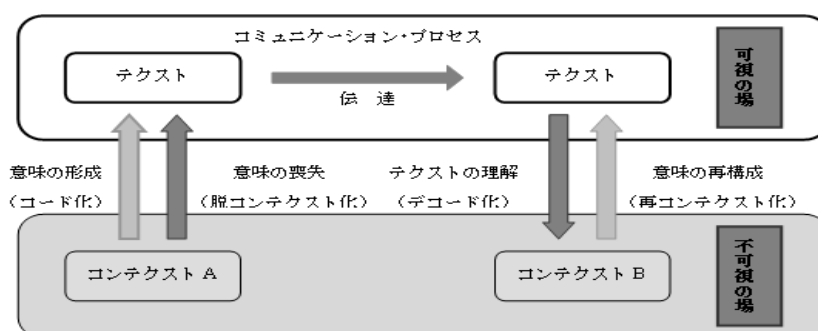 コミュニケーション・プロセス
テクスト
テクスト
伝 達
可視の場
意味の形成
(コード化)
意味の喪失
(脱コンテクスト化)
テクストの理解
(デコード化)
意味の再構成
(再コンテクスト化)
コンテクスト A
コンテクスト B
不可視の場